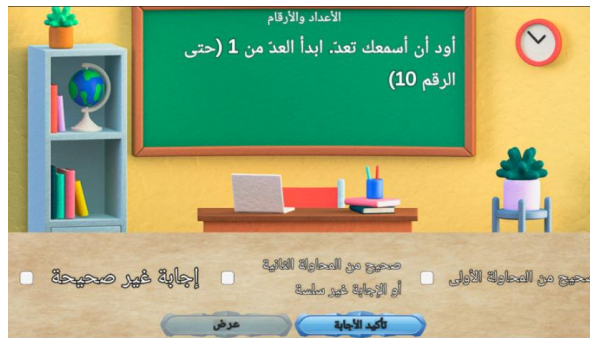 الأعداد والأرقام
أود أن أسمعك تعدّ. ابدأ العدّ من 1 (حتى
الرقم 10)
صحيح من المحاولة الأولى
صحيح من المحاولة الثانية
أو الإجابة غير سلسة
إجابة غير صحيحة
تأكيد الأجابة
عرض